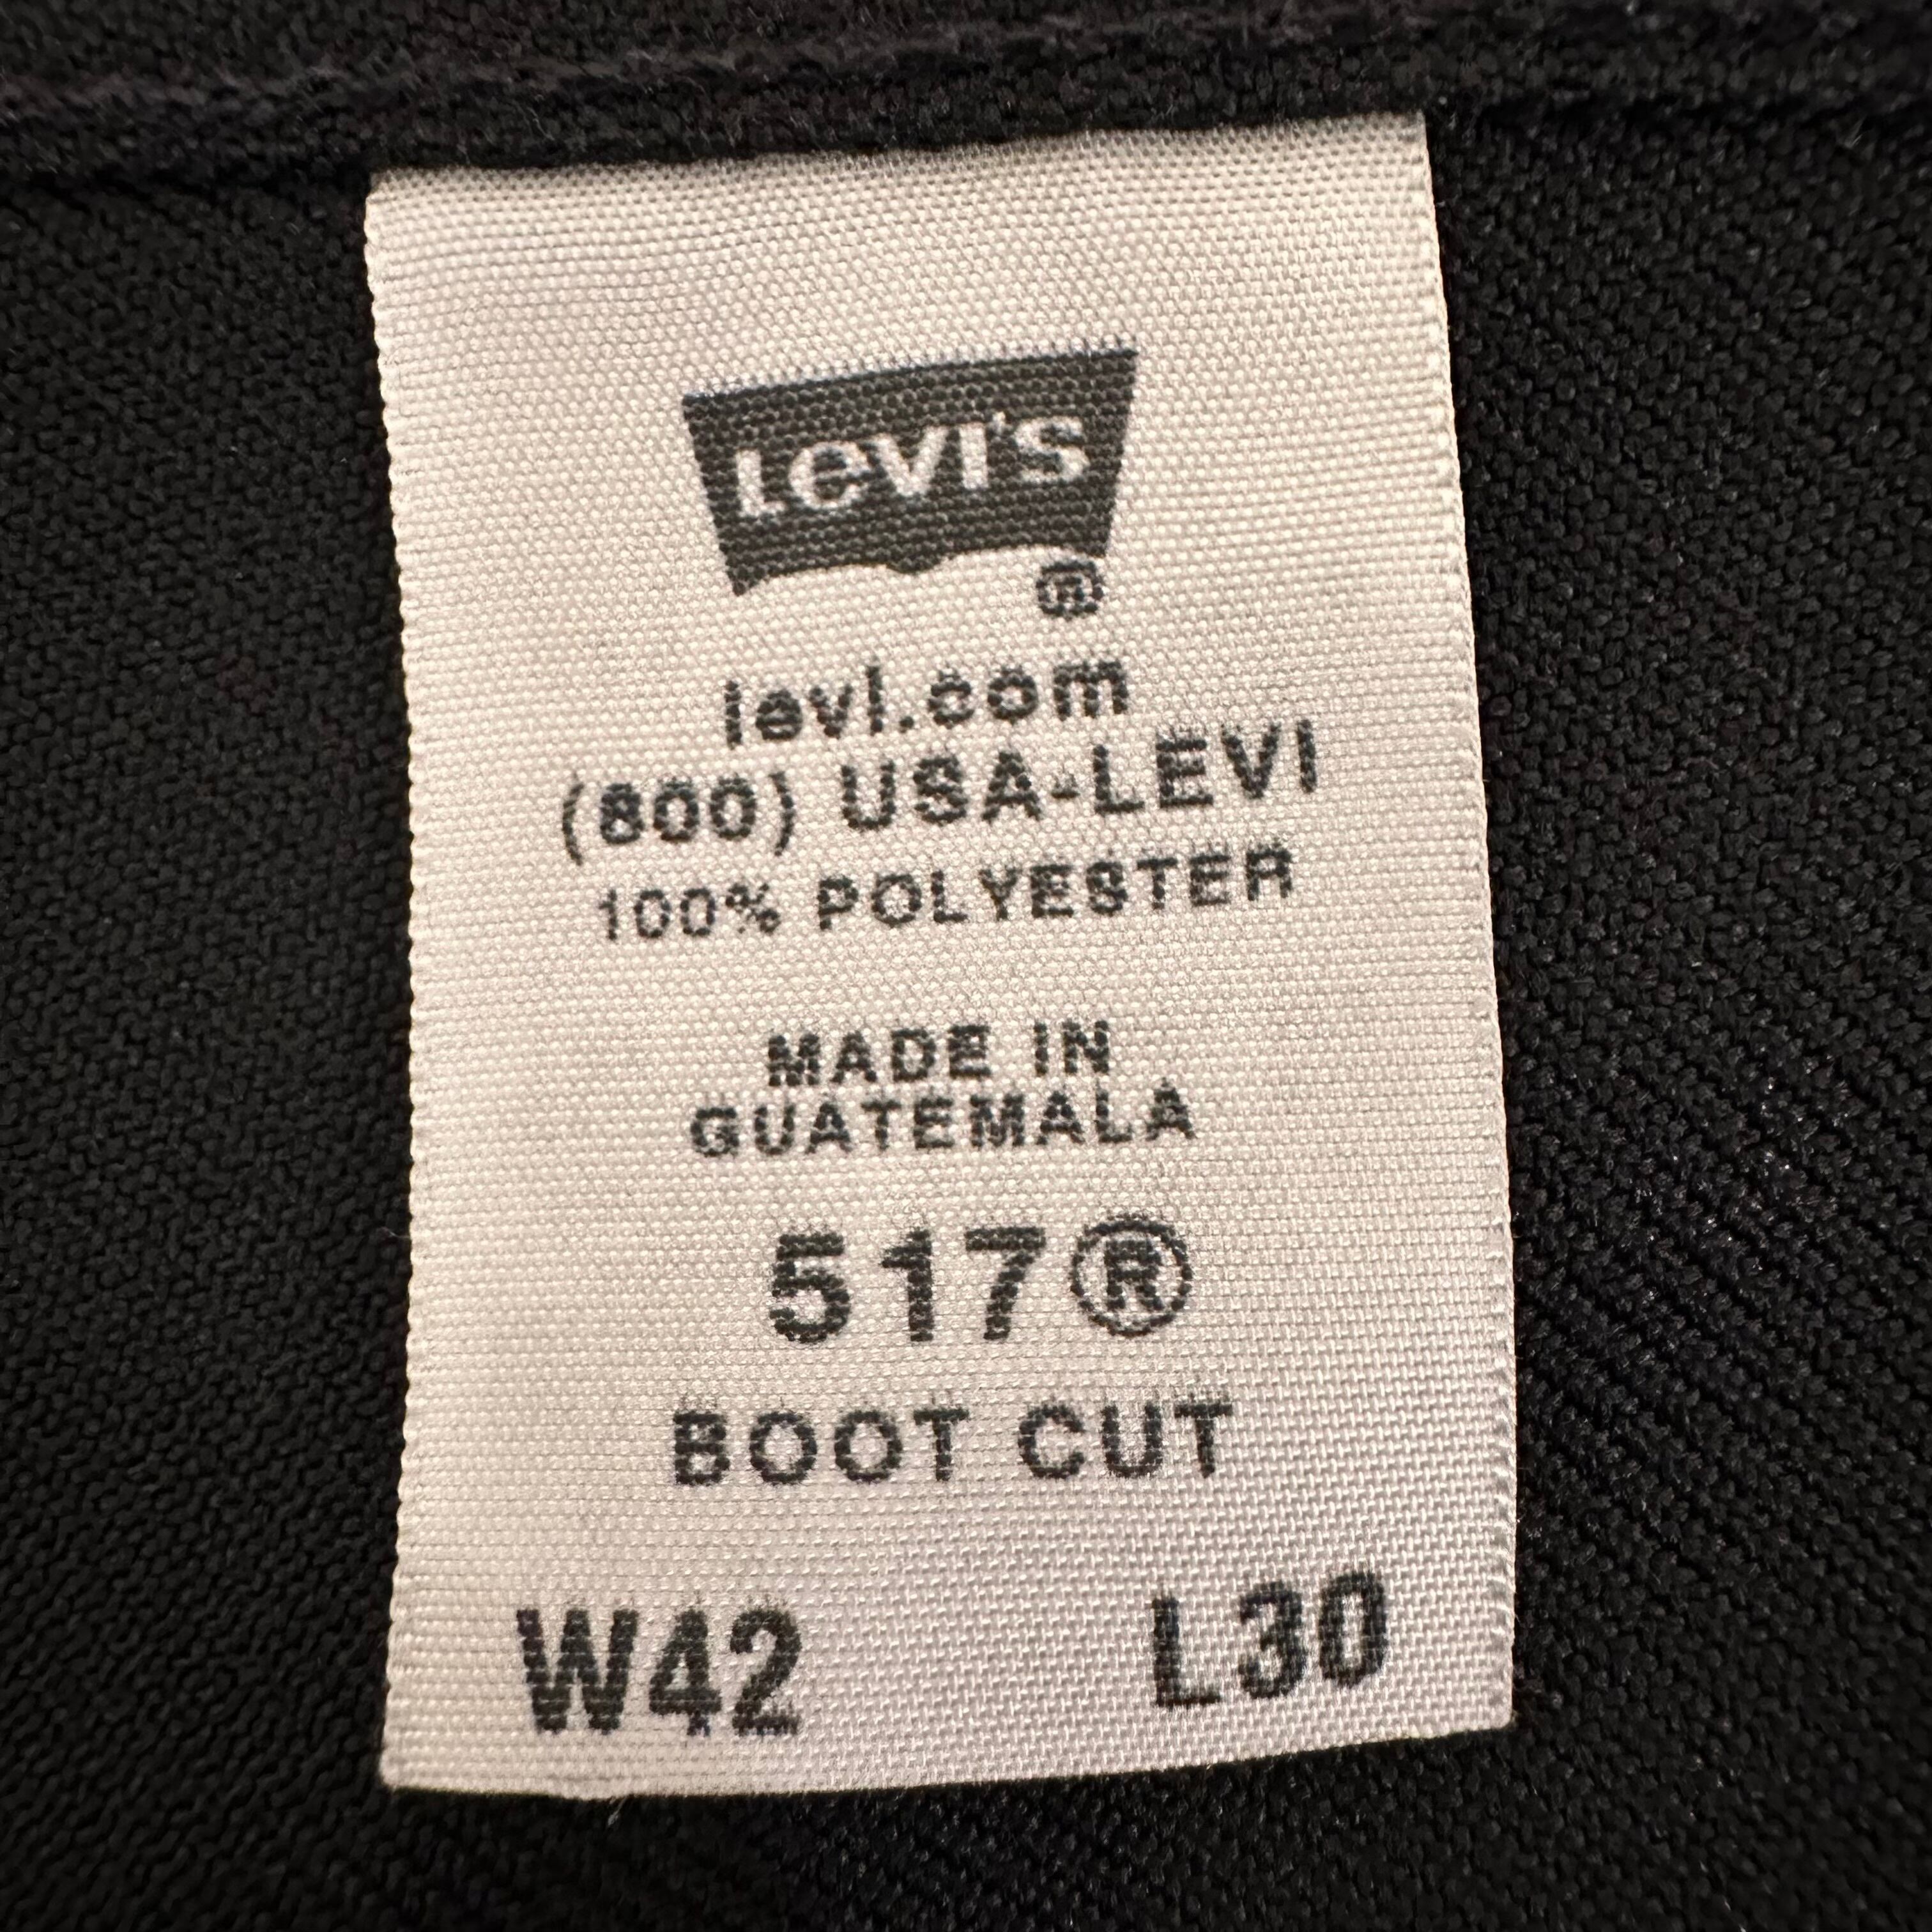 Levi's
®
levi.com
(800) USA-LEVI
100% POLYESTER
MADE IN
GUATEMALA
517®
BOOT CUT
W42 L30